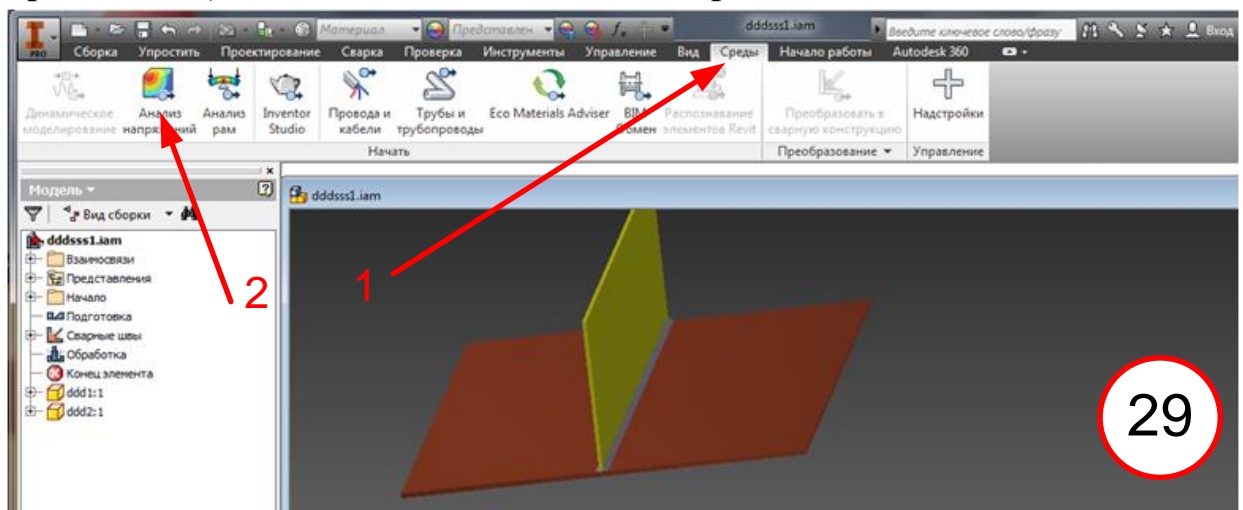 Материал
Представлен
dddsss1.iam
Введите ключевое слово/фразу
Вход
PRO
Сборка Упростить Проектирование Сварка Проверка Инструменты Управление Вид Среды Начало работы Autodesk 360
Динамическое моделирование
Анализ напряжений
Анализ рам
Inventor Studio
Провода и кабели
Трубы и трубопроводы
Eco Materials Adviser
BIM
Распознавание элементов Revit
Преобразовать в сварную конструкцию
Надстройки
Начать
Преобразование
Управление
Модель
dddsss1.iam
Вид сборки
dddsss1.iam
Взаимосвязи
Представления
Начало
Подготовка
Сварные швы
Обработка
Конец элемента
ddd1:1
ddd2:1
2
1
29